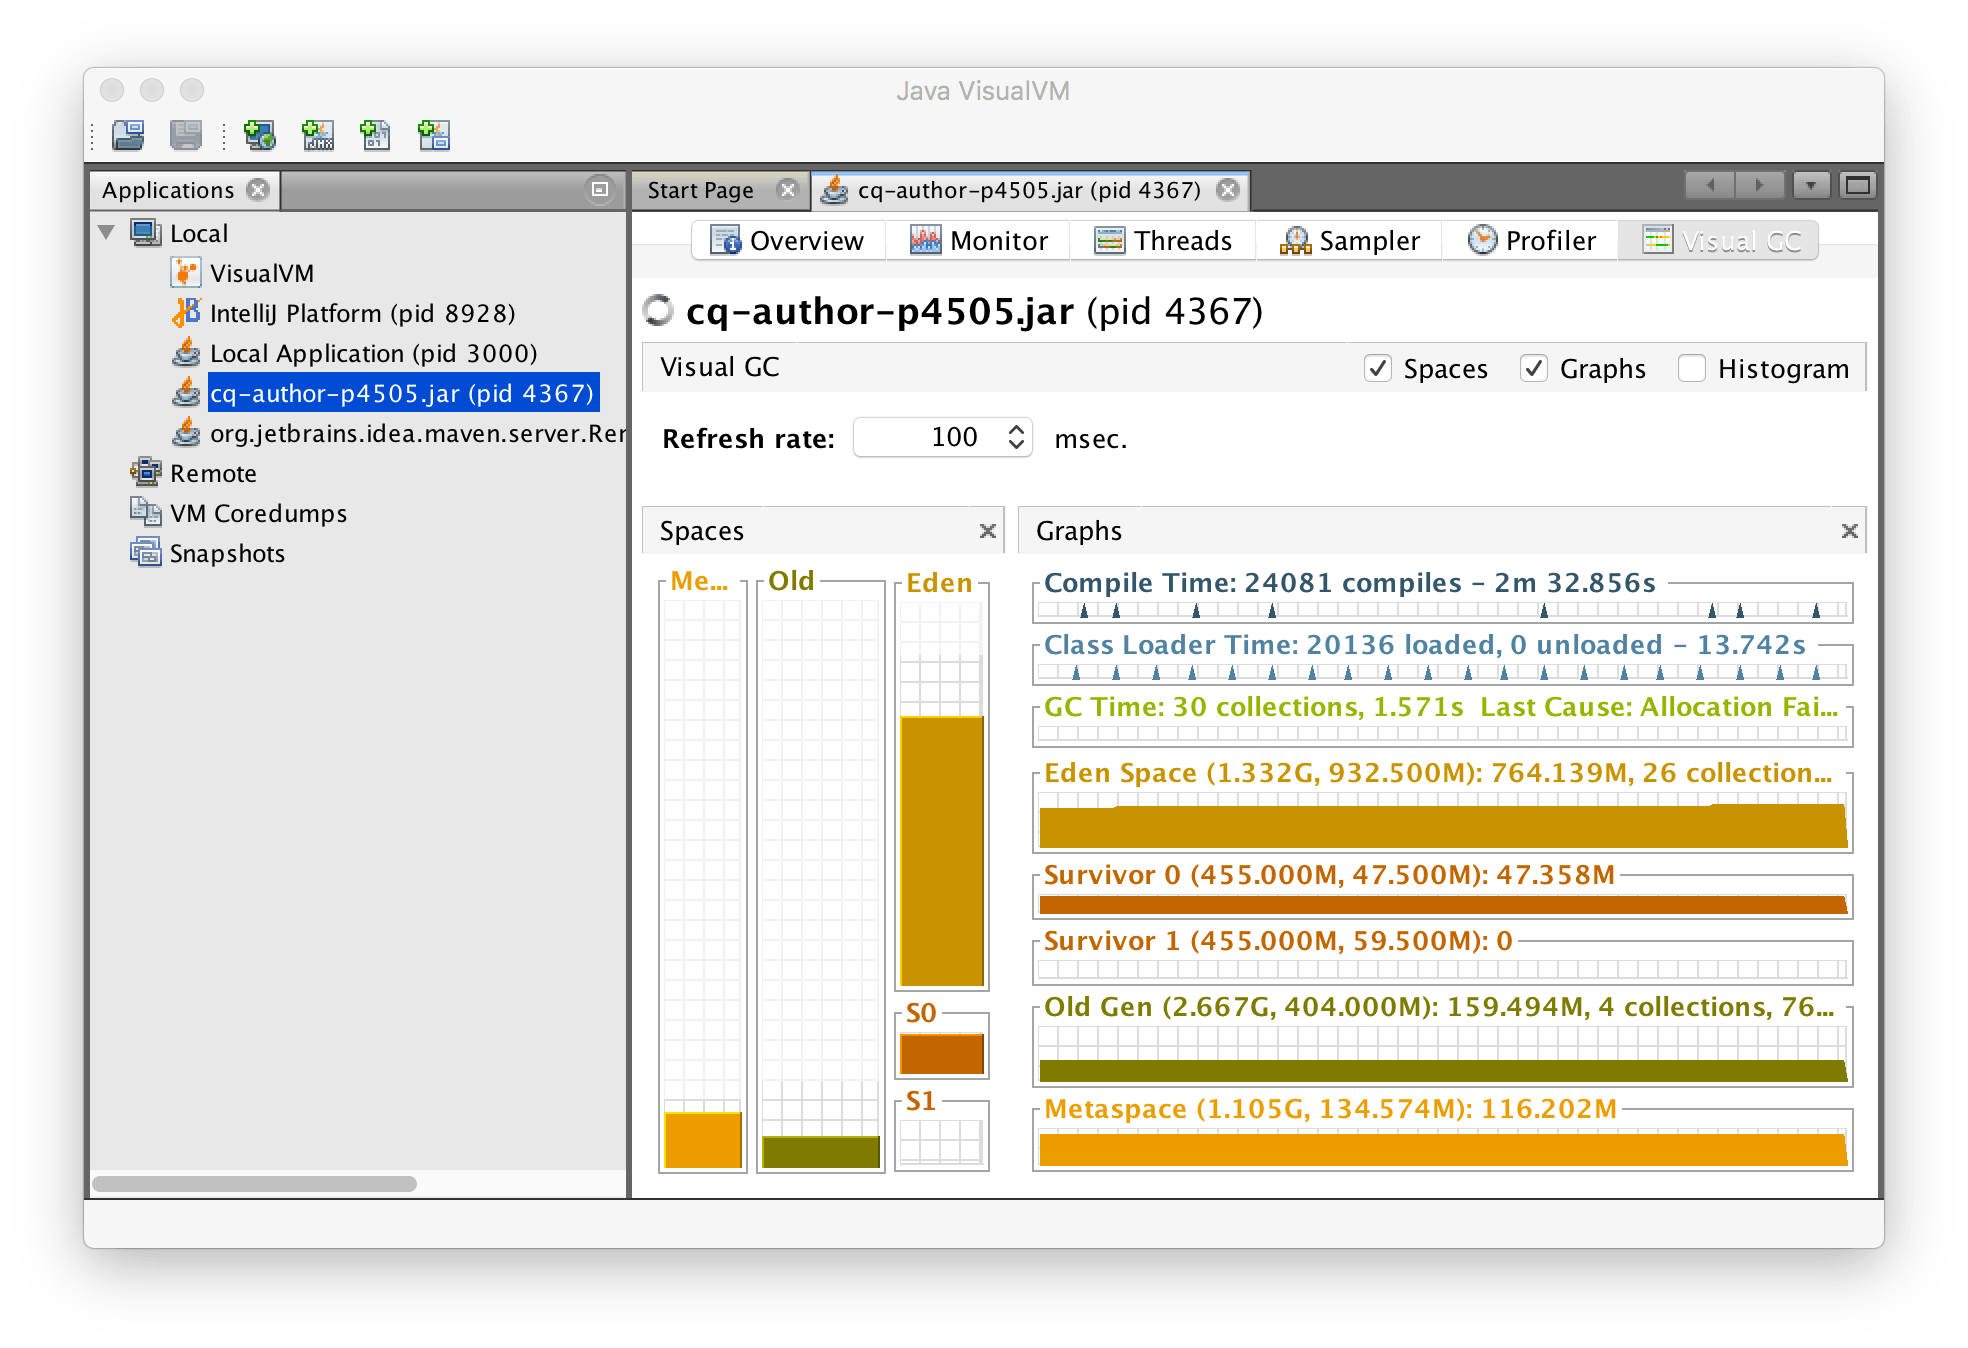 Java VisualVM
Applications
Start Page
cq-author-p4505.jar (pid 4367)
Local
VisualVM
IntelliJ Platform (pid 8928)
Local Application (pid 3000)
cq-author-p4505.jar (pid 4367)
org.jetbrains.idea.maven.server.Rer
Remote
VM Coredumps
Snapshots
Overview
Monitor
Threads
Sampler
Profiler
Visual GC
cq-author-p4505.jar (pid 4367)
Visual GC
Spaces
Graphs
Histogram
Refresh rate: 100 msec.
Spaces
Me...
Old
Eden
S0
S1
Graphs
Compile Time: 24081 compiles - 2m 32.856s
Class Loader Time: 20136 loaded, 0 unloaded - 13.742s
GC Time: 30 collections, 1.571s Last Cause: Allocation Fai...
Eden Space (1.332G, 932.500M): 764.139M, 26 collection...
Survivor 0 (455.000M, 47.500M): 47.358M
Survivor 1 (455.000M, 59.500M): 0
Old Gen (2.667G, 404.000M): 159.494M, 4 collections, 76...
Metaspace (1.105G, 134.574M): 116.202M